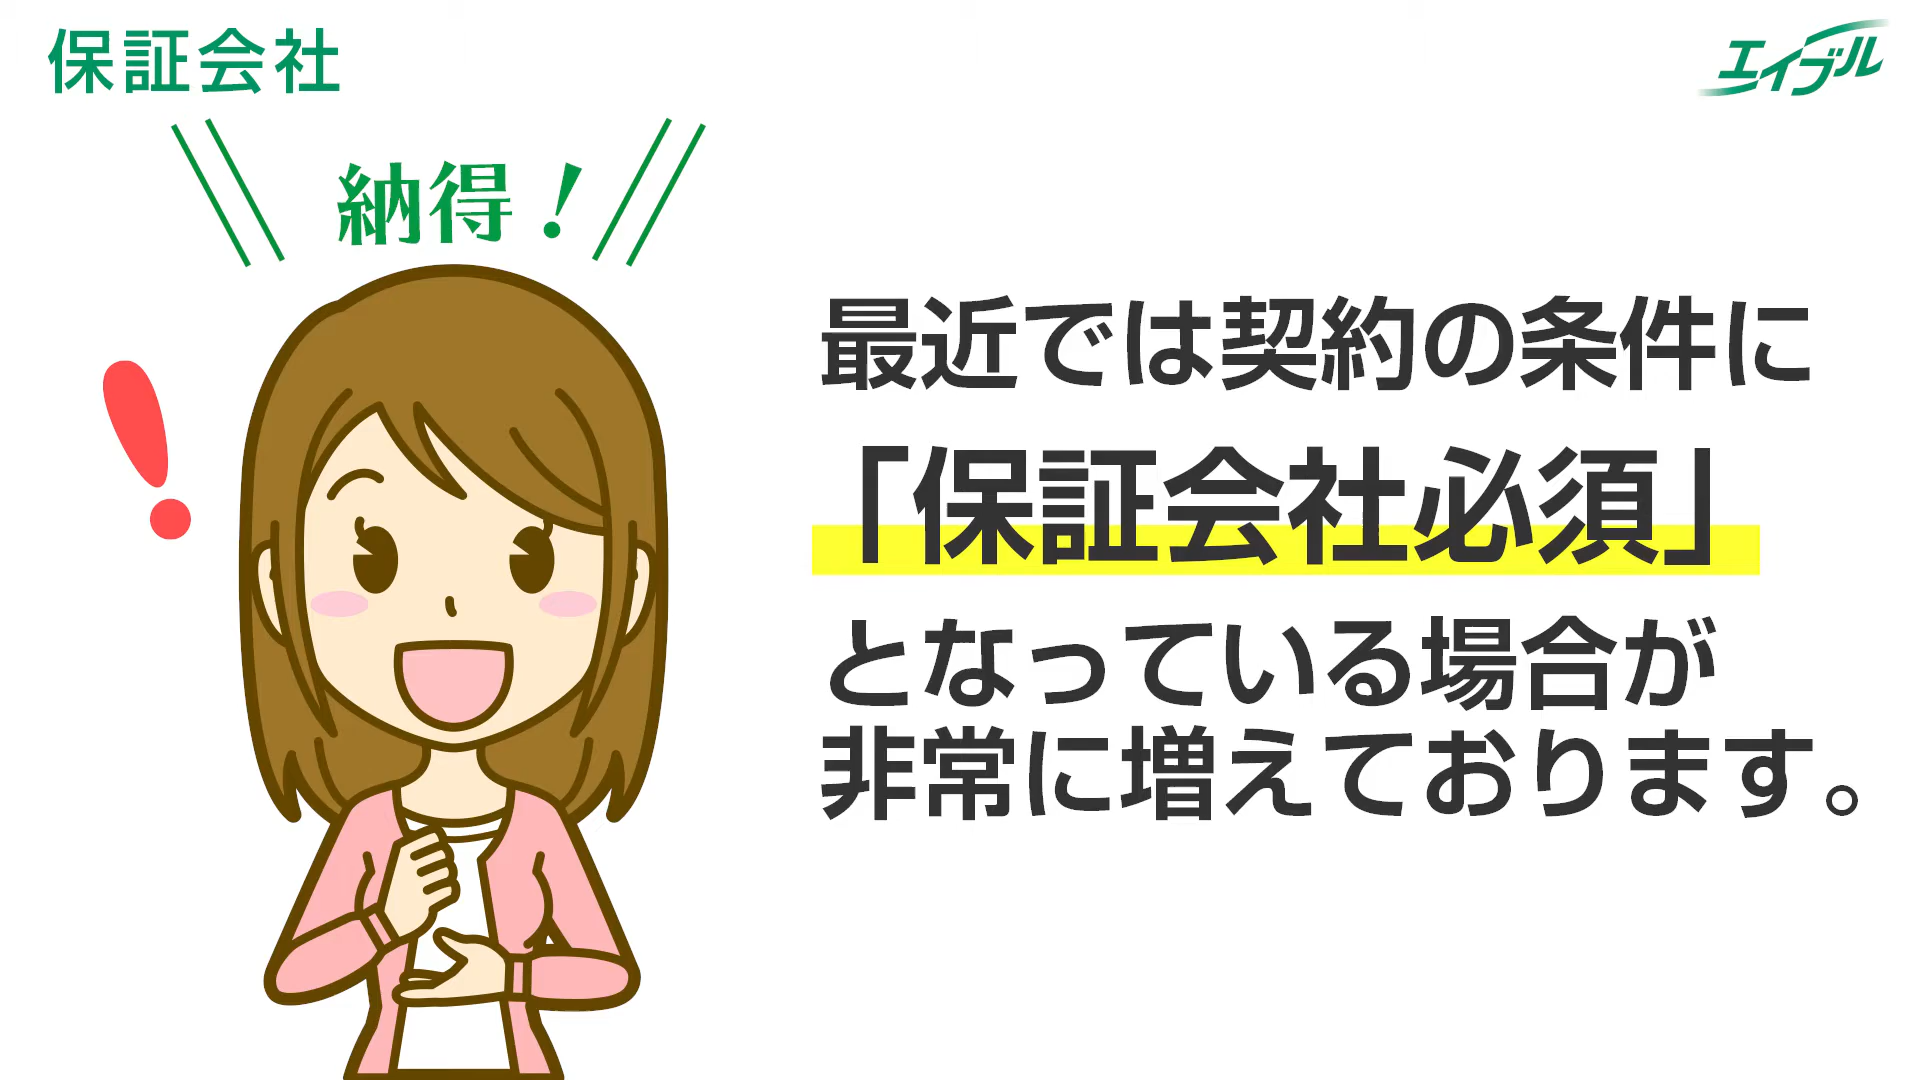 保証会社
エイブル
納得！
最近では契約の条件に
「保証会社必須」
となっている場合が
非常に増えております。